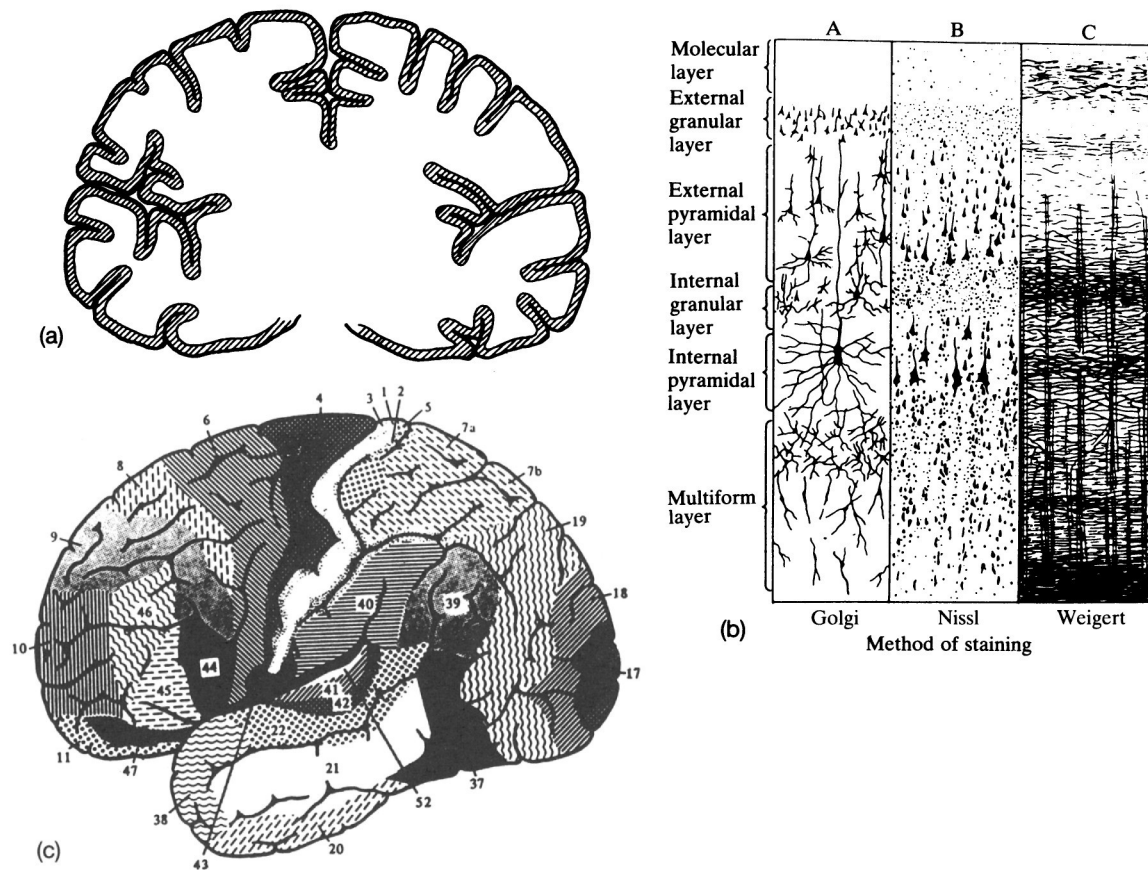 (a)
A B C
Molecular
layer
External
granular
layer
External
pyramidal
layer
Internal
granular
layer
Internal
pyramidal
layer
Multiform
layer
Golgi Nissl Weigert
(b) Method of staining
4 3 1 2 5
6 7a
8 7b
9 19
46 40 39 18
10 44 17
45 41
42
11 22
47 21 37
38 52
20
43
(c)